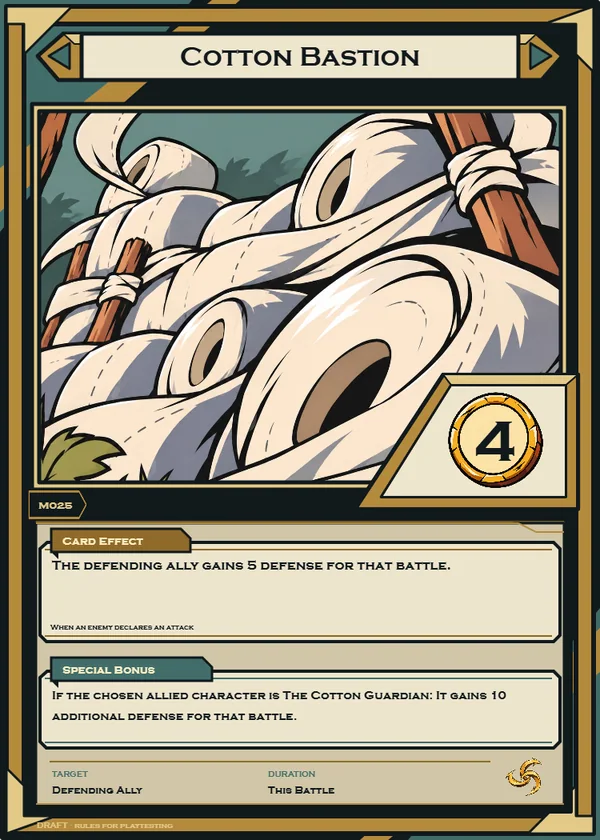 Cotton Bastion
4
M025
Card Effect
The defending ally gains 5 defense for that battle.
When an enemy declares an attack
Special Bonus
If the chosen allied character is The Cotton Guardian: It gains 10
additional defense for that battle.
Target
Duration
Defending Ally
This Battle
DRAFT · Rules for playtesting